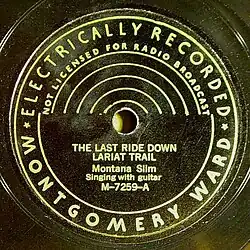 ★ ELECTRICALLY RECORDED ★
NOT LICENSED FOR RADIO BROADCAST
THE LAST RIDE DOWN
LARIAT TRAIL
Montana Slim
Singing with guitar
M-7259-A
MONTGOMERY WARD